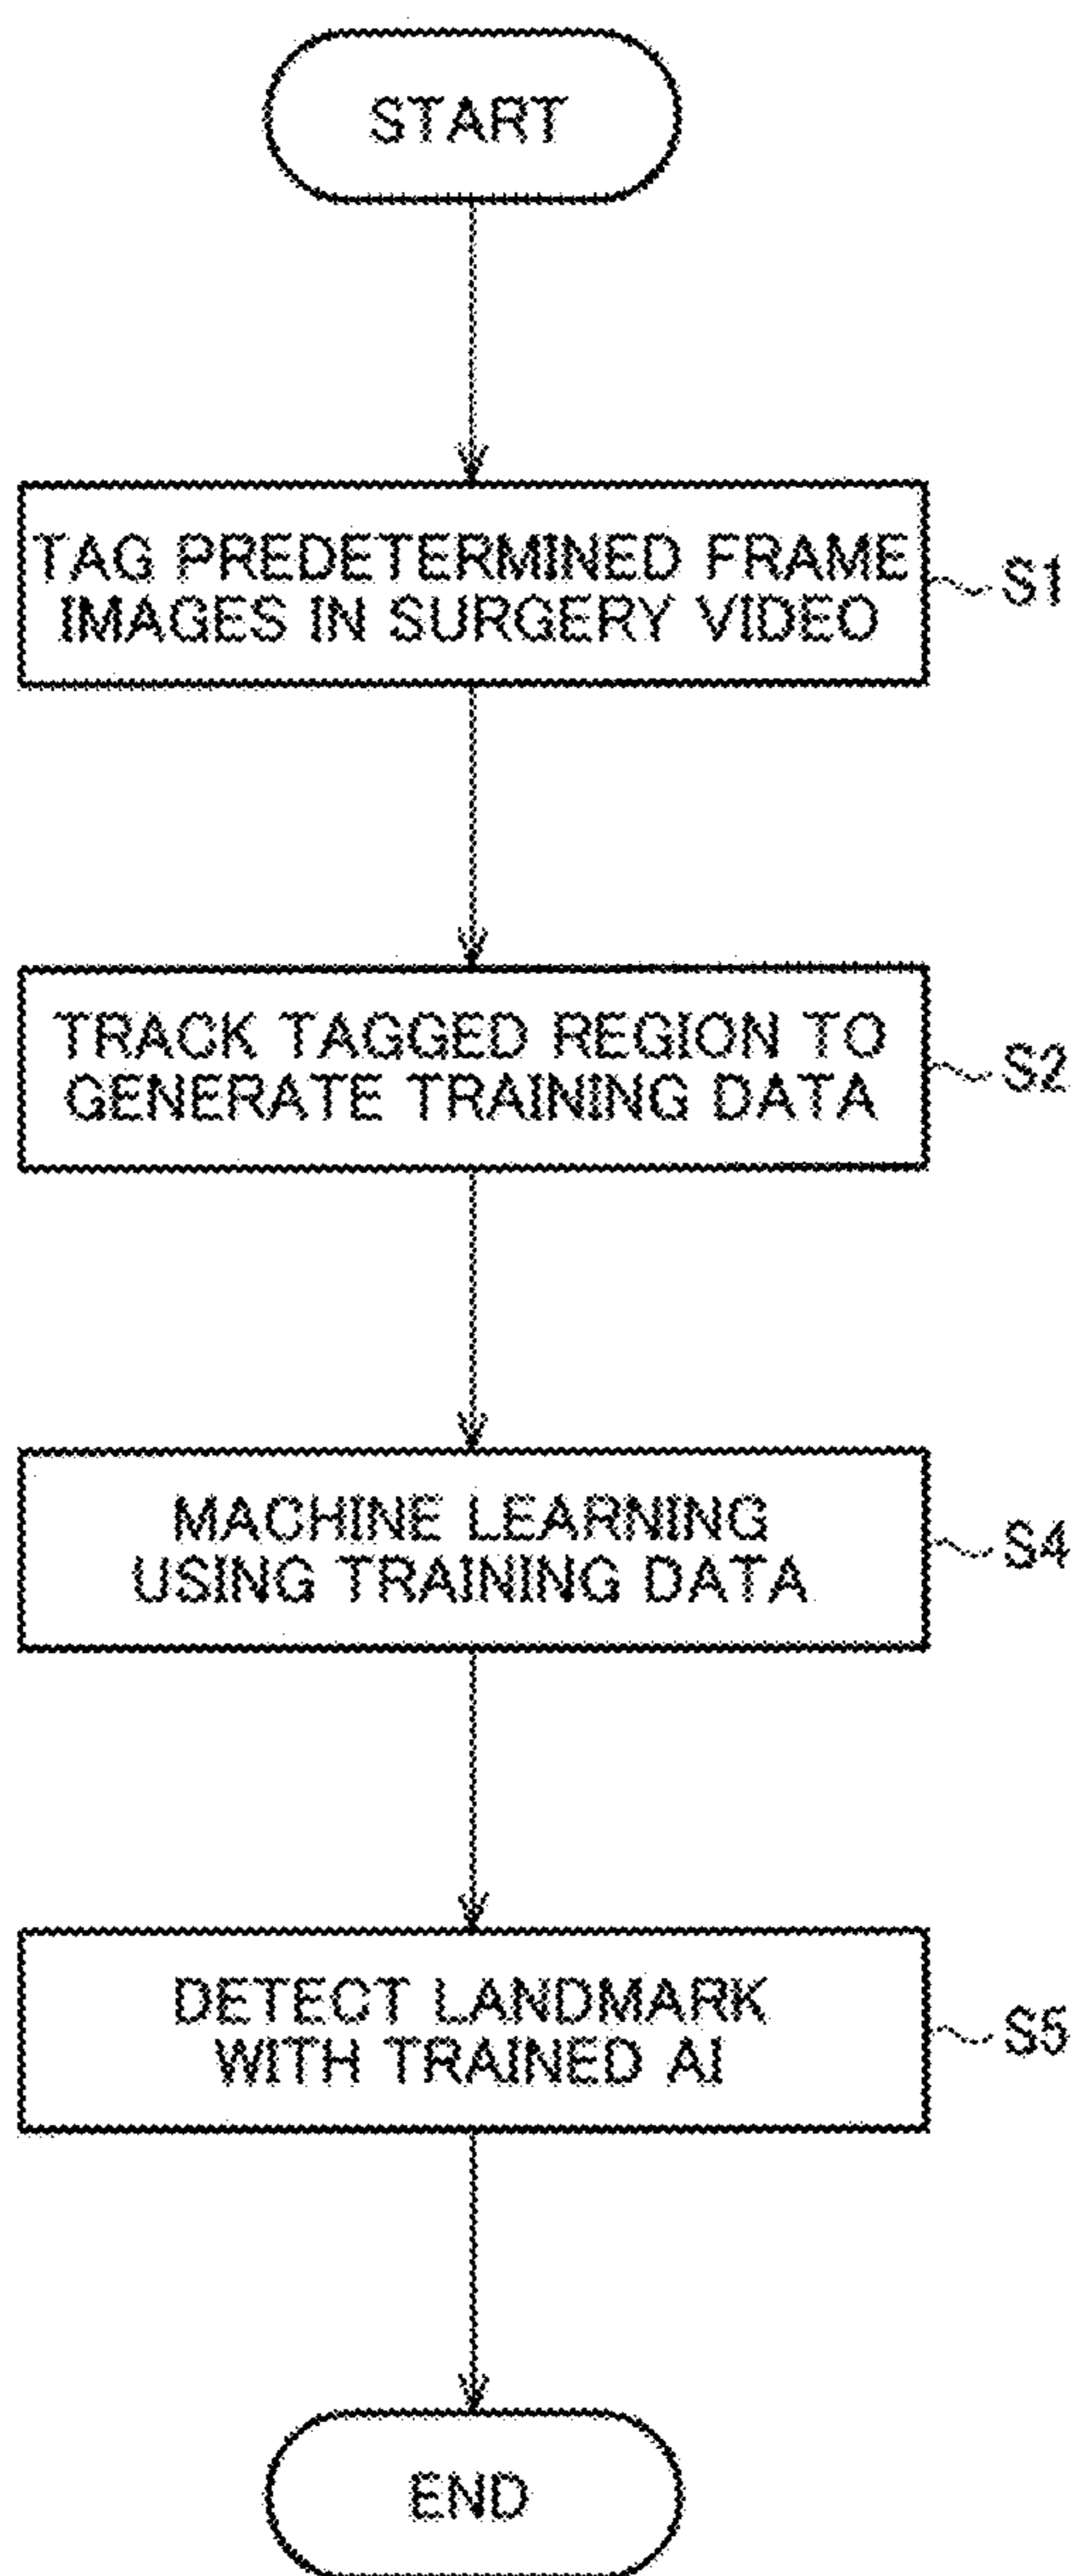 START
TAG PREDETERMINED FRAME
IMAGES IN SURGERY VIDEO
S1
TRACK TAGGED REGION TO
GENERATE TRAINING DATA
S2
MACHINE LEARNING
USING TRAINING DATA
S4
DETECT LANDMARK
WITH TRAINED AI
S5
END